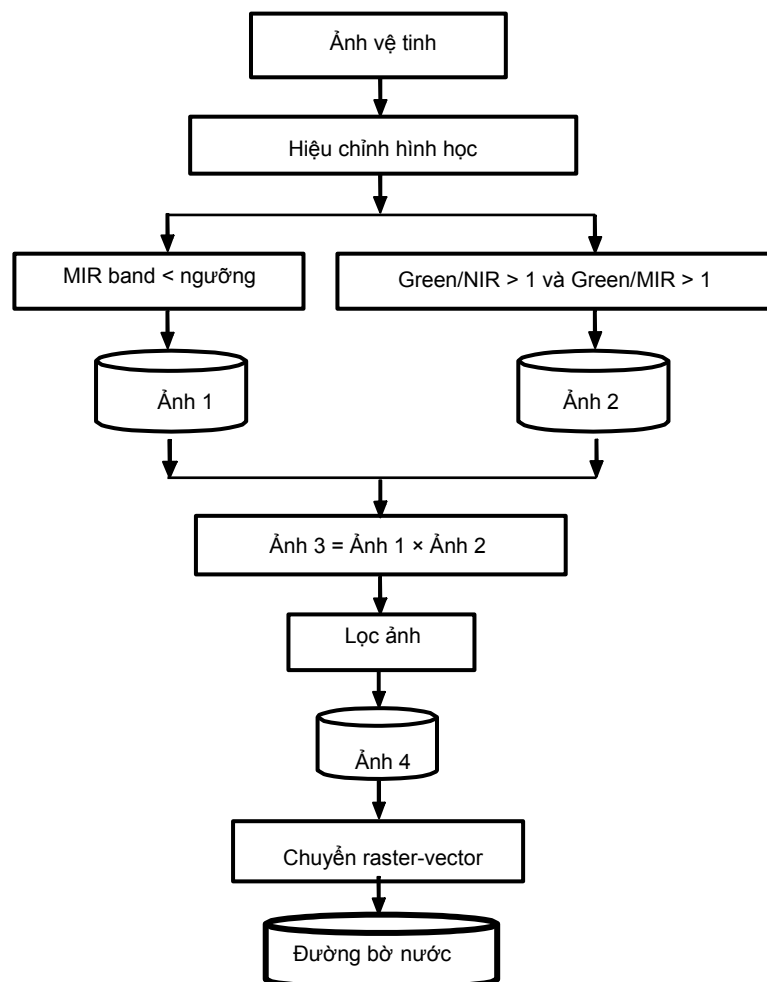 Ảnh vệ tinh
Hiệu chỉnh hình học
MIR band < ngưỡng
Green/NIR > 1 và Green/MIR > 1
Ảnh 1
Ảnh 2
Ảnh 3 = Ảnh 1 × Ảnh 2
Lọc ảnh
Ảnh 4
Chuyển raster-vector
Đường bờ nước